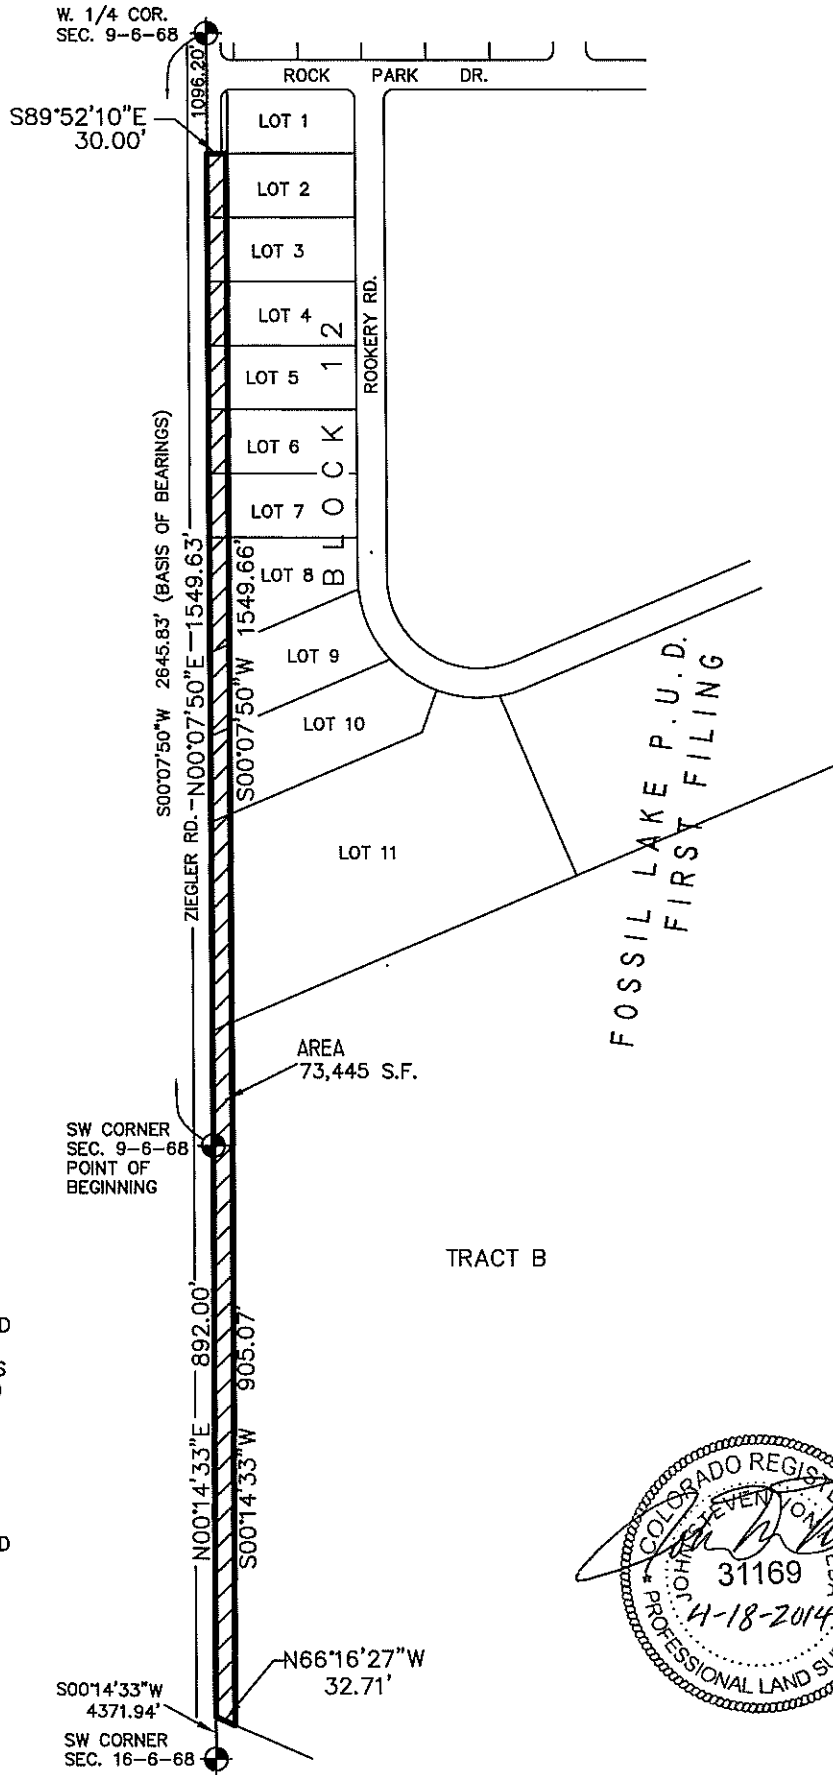 W. 1/4 COR.
SEC. 9-6-68
1096.20'
ROCK PARK DR.
S89°52'10"E
30.00'
LOT 1
LOT 2
LOT 3
LOT 4
LOT 5
LOT 6
LOT 7
LOT 8
LOT 9
LOT 10
LOT 11
BLOCK 12
ROOKERY RD.
S00°07'50"W 2645.83' (BASIS OF BEARINGS)
ZIEGLER RD.
N00°07'50"E 1549.63'
S00°07'50"W 1549.66'
FOSSIL LAKE P.U.D.
FIRST FILING
AREA
73,445 S.F.
SW CORNER
SEC. 9-6-68
POINT OF
BEGINNING
TRACT B
D
S
D
N00°14'33"E 892.00'
S00°14'33"W 905.07'
N66°16'27"W
32.71'
S00°14'33"W
4371.94'
SW CORNER
SEC. 16-6-68
COLORADO REGIST
STEVEN
31169
4-18-2014
PROFESSIONAL LAND SU